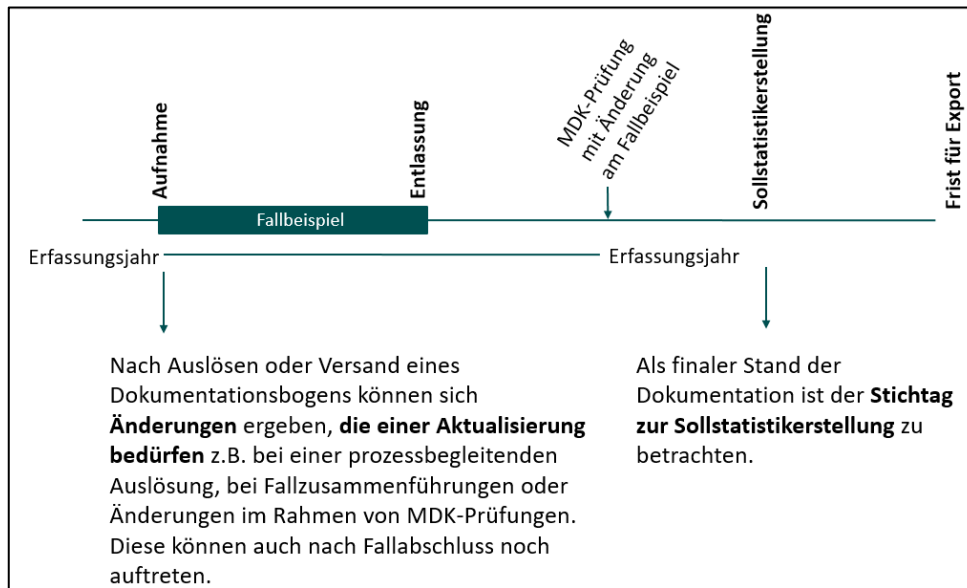 Aufnahme
Entlassung
MDK-Prüfung
mit Änderung
am Fallbeispiel
Sollstatistikerstellung
Frist für Export
Fallbeispiel
Erfassungsjahr
Erfassungsjahr
Nach Auslösen oder Versand eines
Dokumentationsbogens können sich
Änderungen ergeben, die einer Aktualisierung
bedürfen z.B. bei einer prozessbegleitenden
Auslösung, bei Fallzusammenführungen oder
Änderungen im Rahmen von MDK-Prüfungen.
Diese können auch nach Fallabschluss noch
auftreten.
Als finaler Stand der
Dokumentation ist der Stichtag
zur Sollstatistikerstellung zu
betrachten.